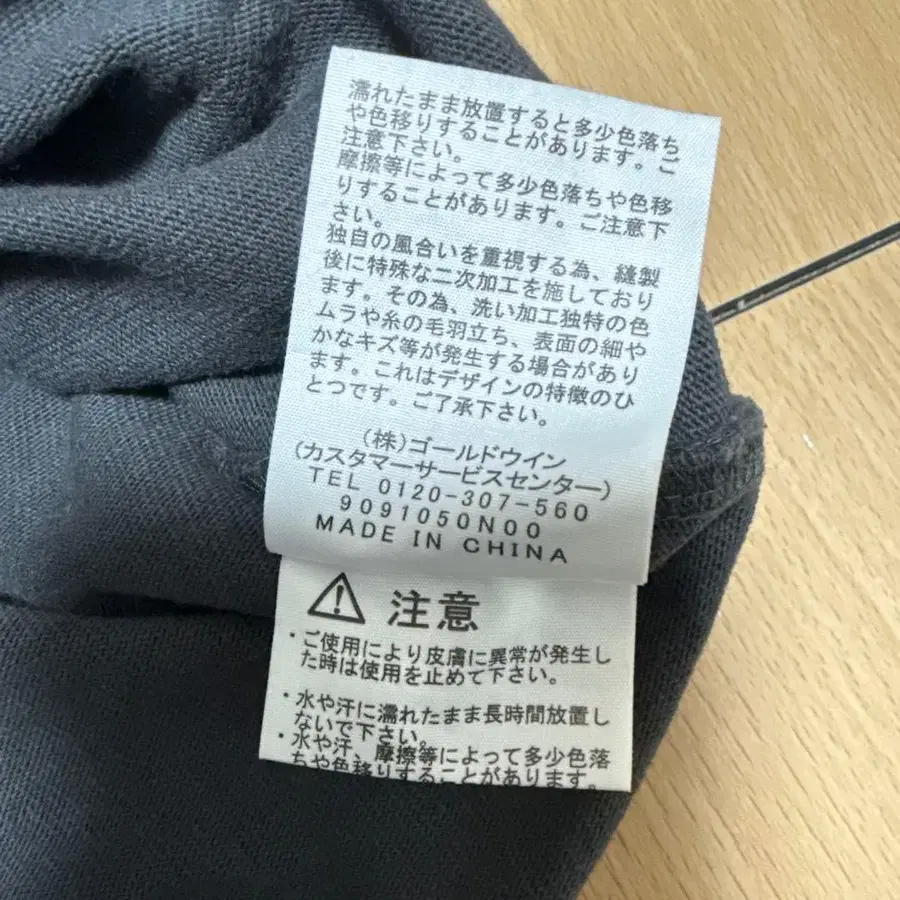 濡れたまま放置すると多少色落ち
や色移りすることがあります。ご
注意下さい。
摩擦等によって多少色落ちや色移
りすることがあります。ご注意下
さい。
独自の風合いを重視する為、縫製
後に特殊な二次加工を施しており
ます。その為、洗い加工独特の色
ムラや糸の毛羽立ち、表面の細や
かなキズ等が発生する場合があり
ます。これはデザインの特徴のひ
とつです。ご了承下さい。
(株)ゴールドウイン
(カスタマーサービスセンター)
TEL 0120-307-560
9091050N00
MADE IN CHINA
注意
・ご使用により皮膚に異常が発生し
た時は使用を止めて下さい。
・水や汗に濡れたまま長時間放置し
ないで下さい。
・水や汗、摩擦等によって多少色落
ちや色移りすることがあります。